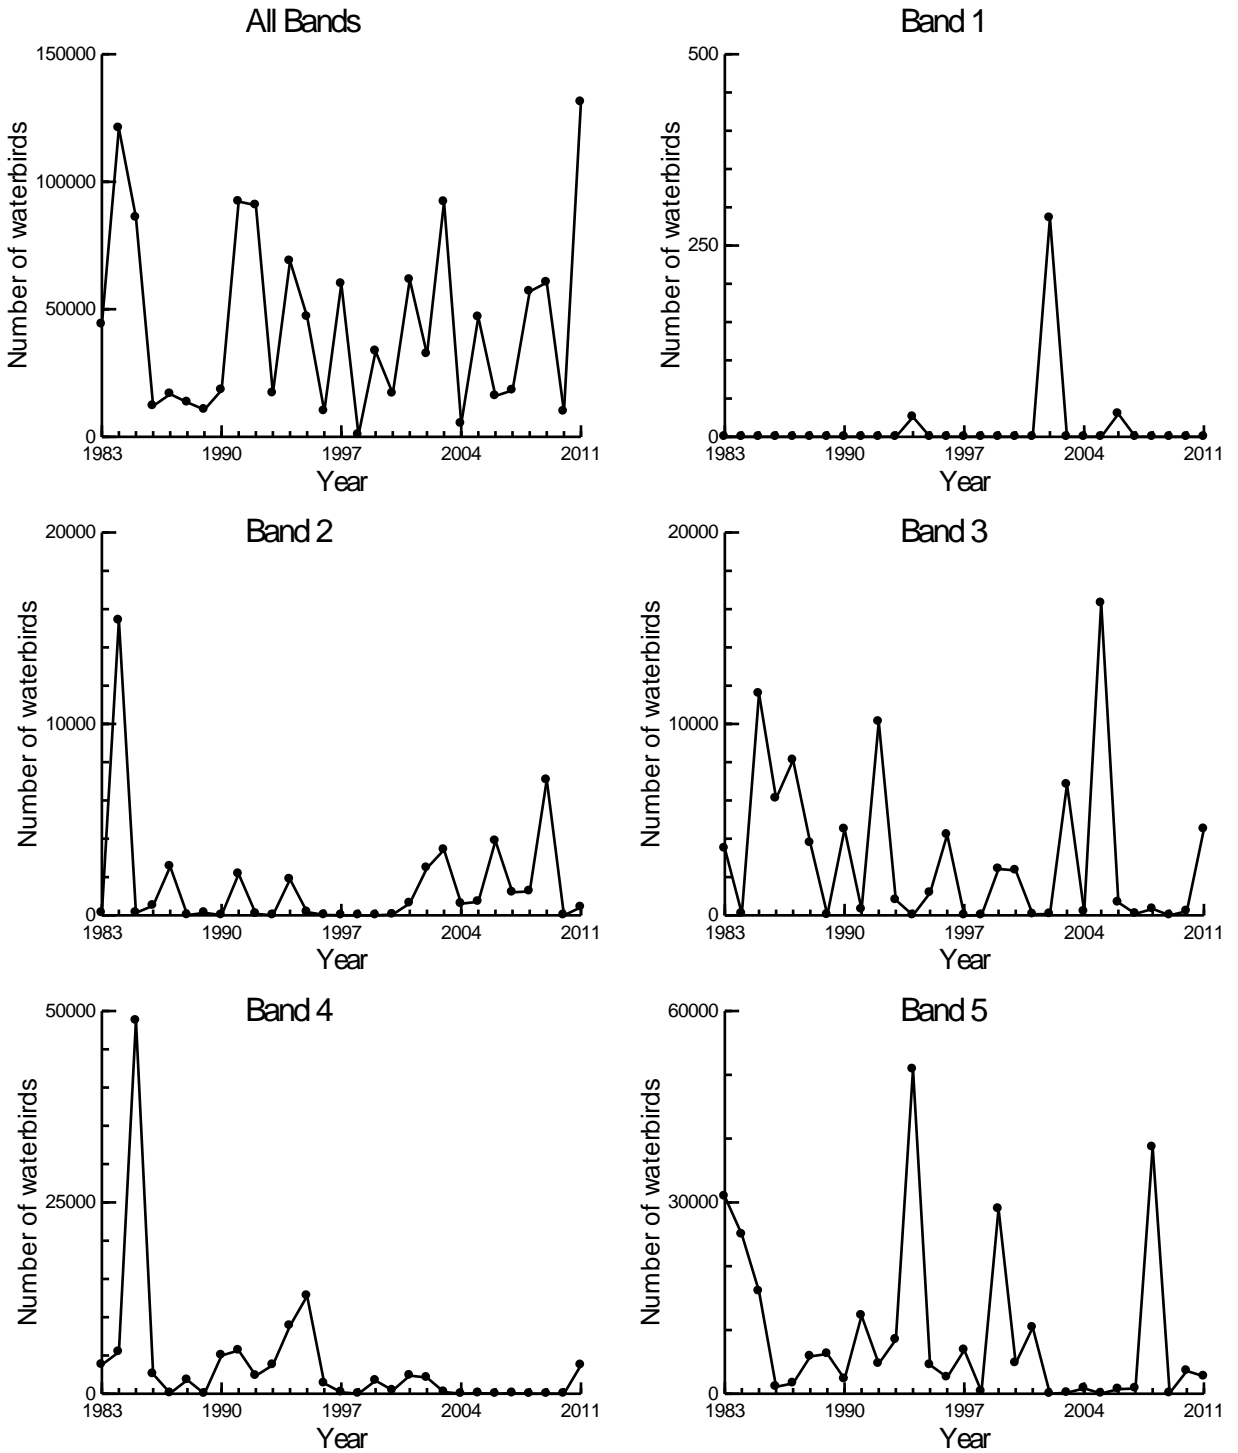 All Bands
150000
100000
50000
0
1983 1990 1997 2004 2011
Year
Number of waterbirds
Band 1
500
250
0
1983 1990 1997 2004 2011
Year
Number of waterbirds
Band 2
20000
10000
0
1983 1990 1997 2004 2011
Year
Number of waterbirds
Band 3
20000
10000
0
1983 1990 1997 2004 2011
Year
Number of waterbirds
Band 4
50000
25000
0
1983 1990 1997 2004 2011
Year
Number of waterbirds
Band 5
60000
30000
0
1983 1990 1997 2004 2011
Year
Number of waterbirds